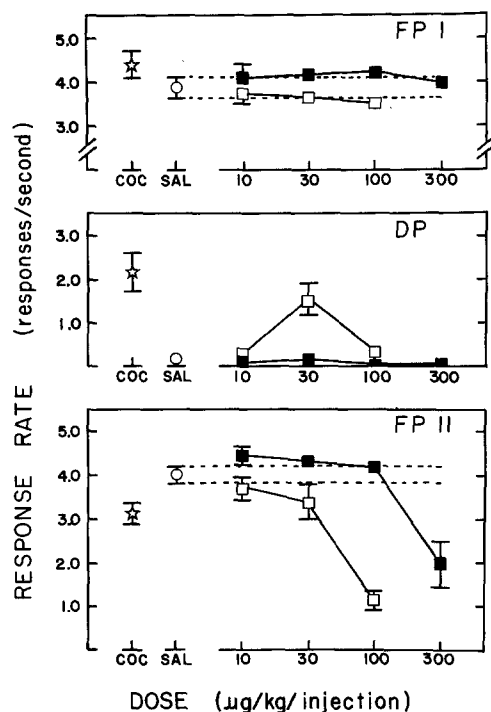 FP I
5.0
4.0
3.0
COC SAL 10 30 100 300
DP
2.0
1.0
COC SAL 10 30 100 300
FP II
5.0
4.0
3.0
2.0
1.0
COC SAL 10 30 100 300
RESPONSE RATE (responses/second)
DOSE (µg/kg/injection)